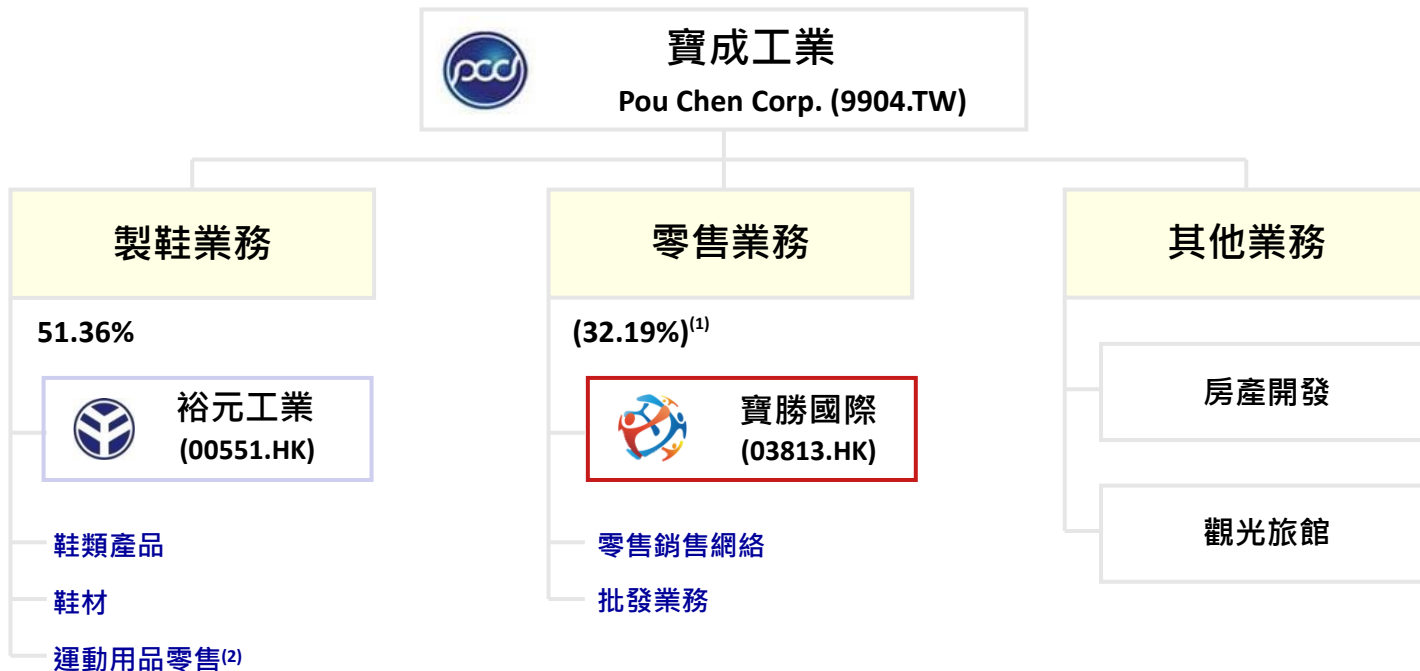 pcc
寶成工業
Pou Chen Corp. (9904.TW)
製鞋業務
零售業務
其他業務
51.36%
(32.19%)(1)
裕元工業
(00551.HK)
寶勝國際
(03813.HK)
房產開發
觀光旅館
鞋類產品
鞋材
運動用品零售(2)
零售銷售網絡
批發業務